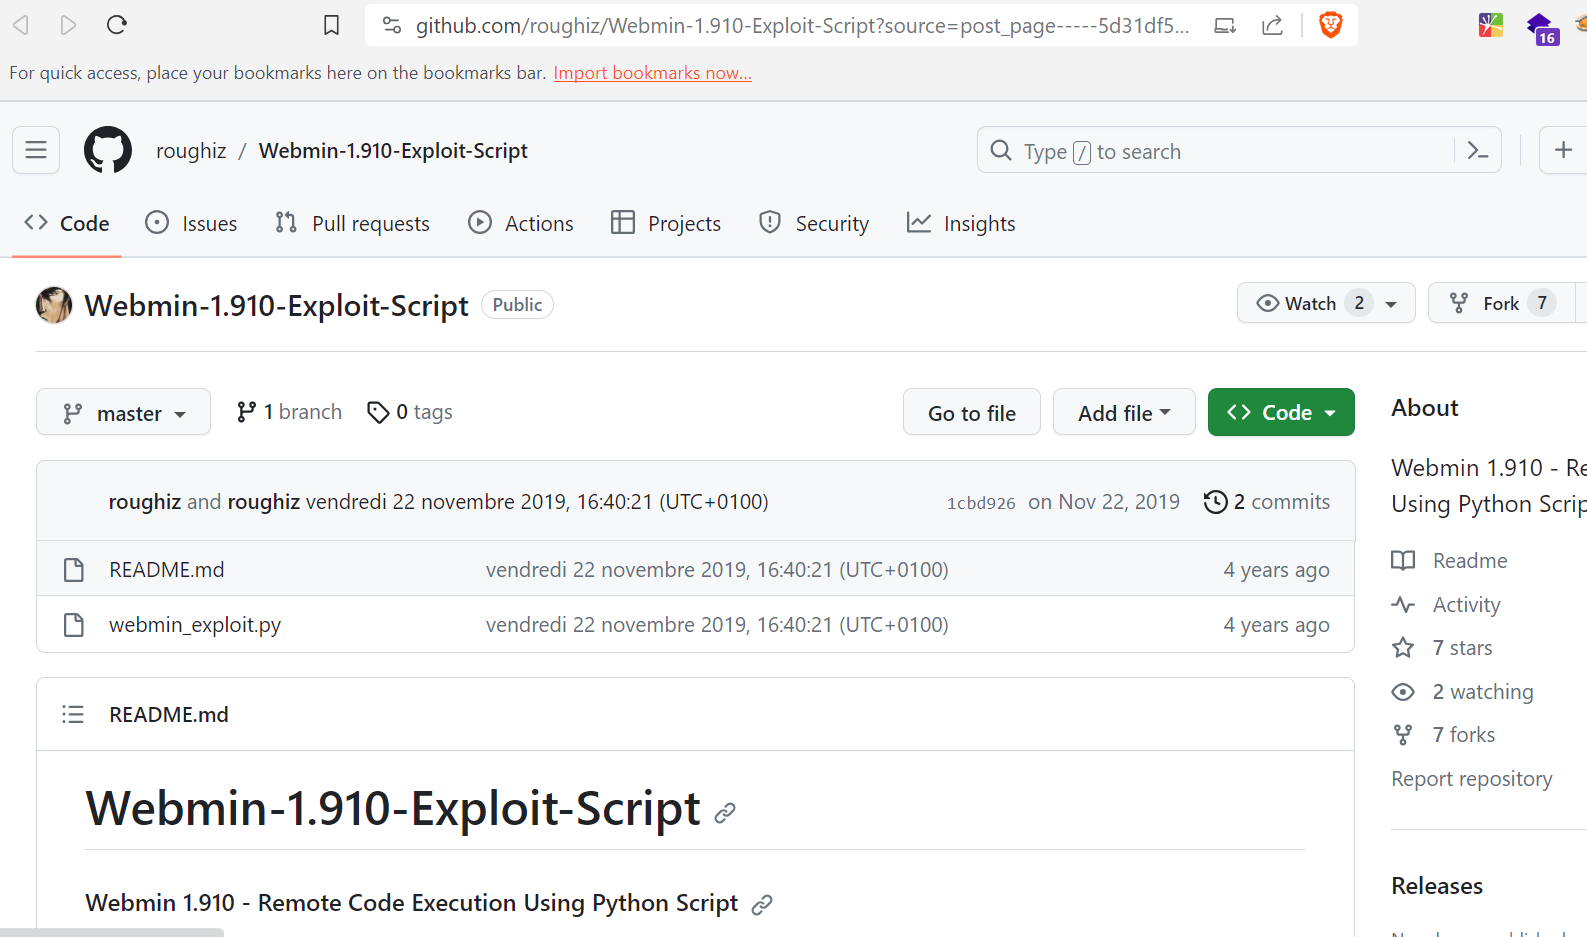 github.com/roughiz/Webmin-1.910-Exploit-Script?source=post_page-----5d31df5...
16
For quick access, place your bookmarks here on the bookmarks bar. Import bookmarks now...
roughiz / Webmin-1.910-Exploit-Script
Type / to search
Code Issues Pull requests Actions Projects Security Insights
Webmin-1.910-Exploit-Script Public
Watch 2 Fork 7
master 1 branch 0 tags
Go to file Add file Code
About
Webmin 1.910 - Re
Using Python Scrip
roughiz and roughiz vendredi 22 novembre 2019, 16:40:21 (UTC+0100) 1cbd926 on Nov 22, 2019 2 commits
README.md vendredi 22 novembre 2019, 16:40:21 (UTC+0100) 4 years ago
webmin_exploit.py vendredi 22 novembre 2019, 16:40:21 (UTC+0100) 4 years ago
Readme
Activity
7 stars
2 watching
7 forks
Report repository
README.md
Webmin-1.910-Exploit-Script
Webmin 1.910 - Remote Code Execution Using Python Script
Releases